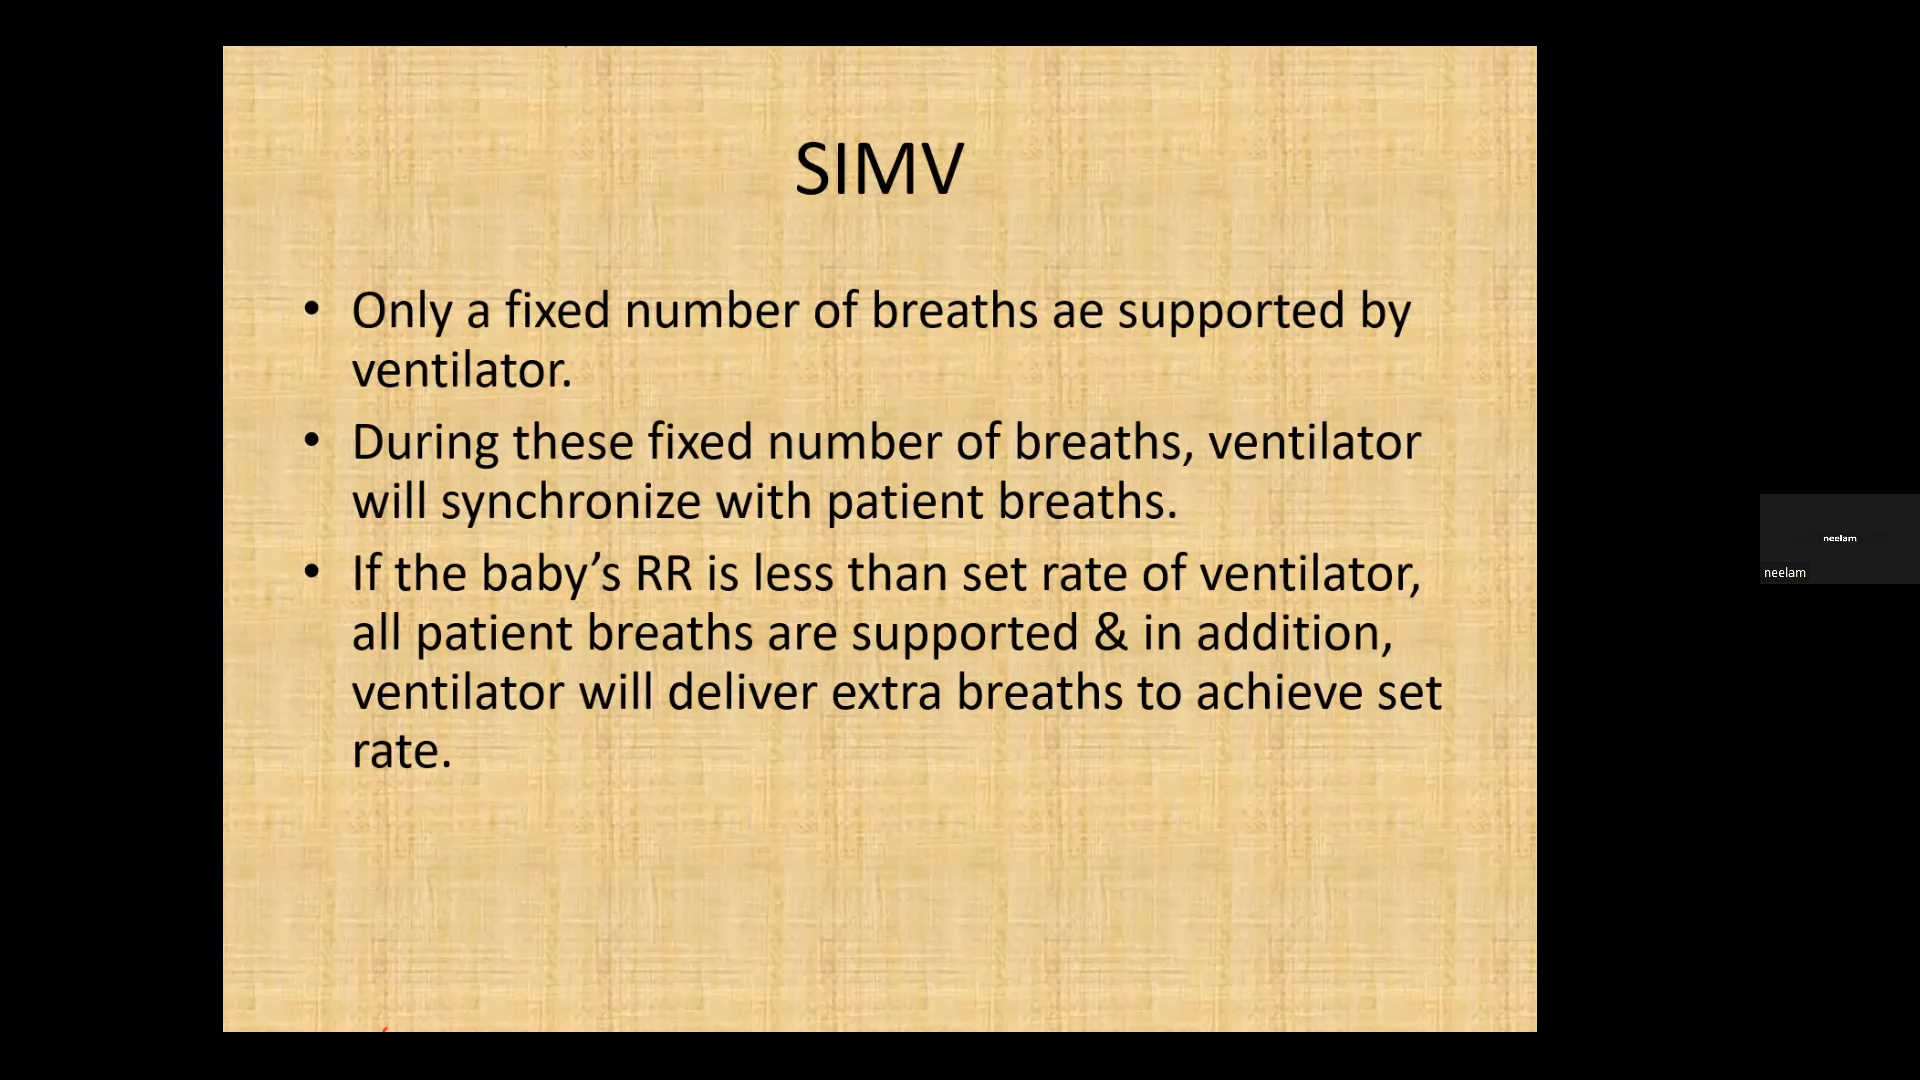 SIMV
• Only a fixed number of breaths ae supported by
ventilator.
• During these fixed number of breaths, ventilator
will synchronize with patient breaths.
• If the baby’s RR is less than set rate of ventilator,
all patient breaths are supported & in addition,
ventilator will deliver extra breaths to achieve set
rate.
neelam
neelam